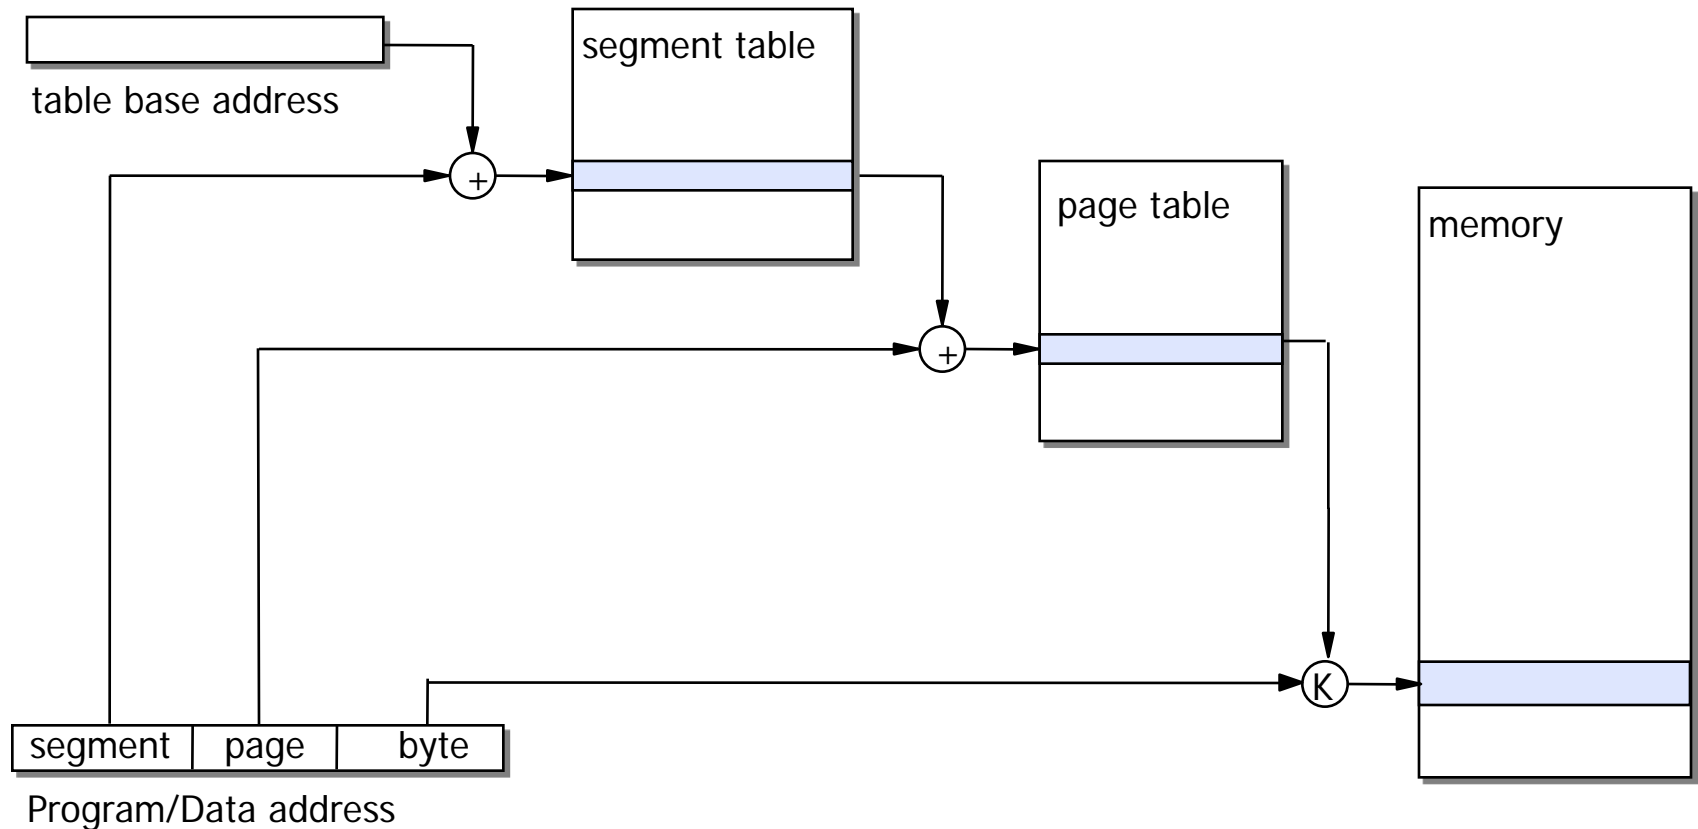 segment table
table base address
+
page table
memory
+
K
segment page byte
Program/Data address